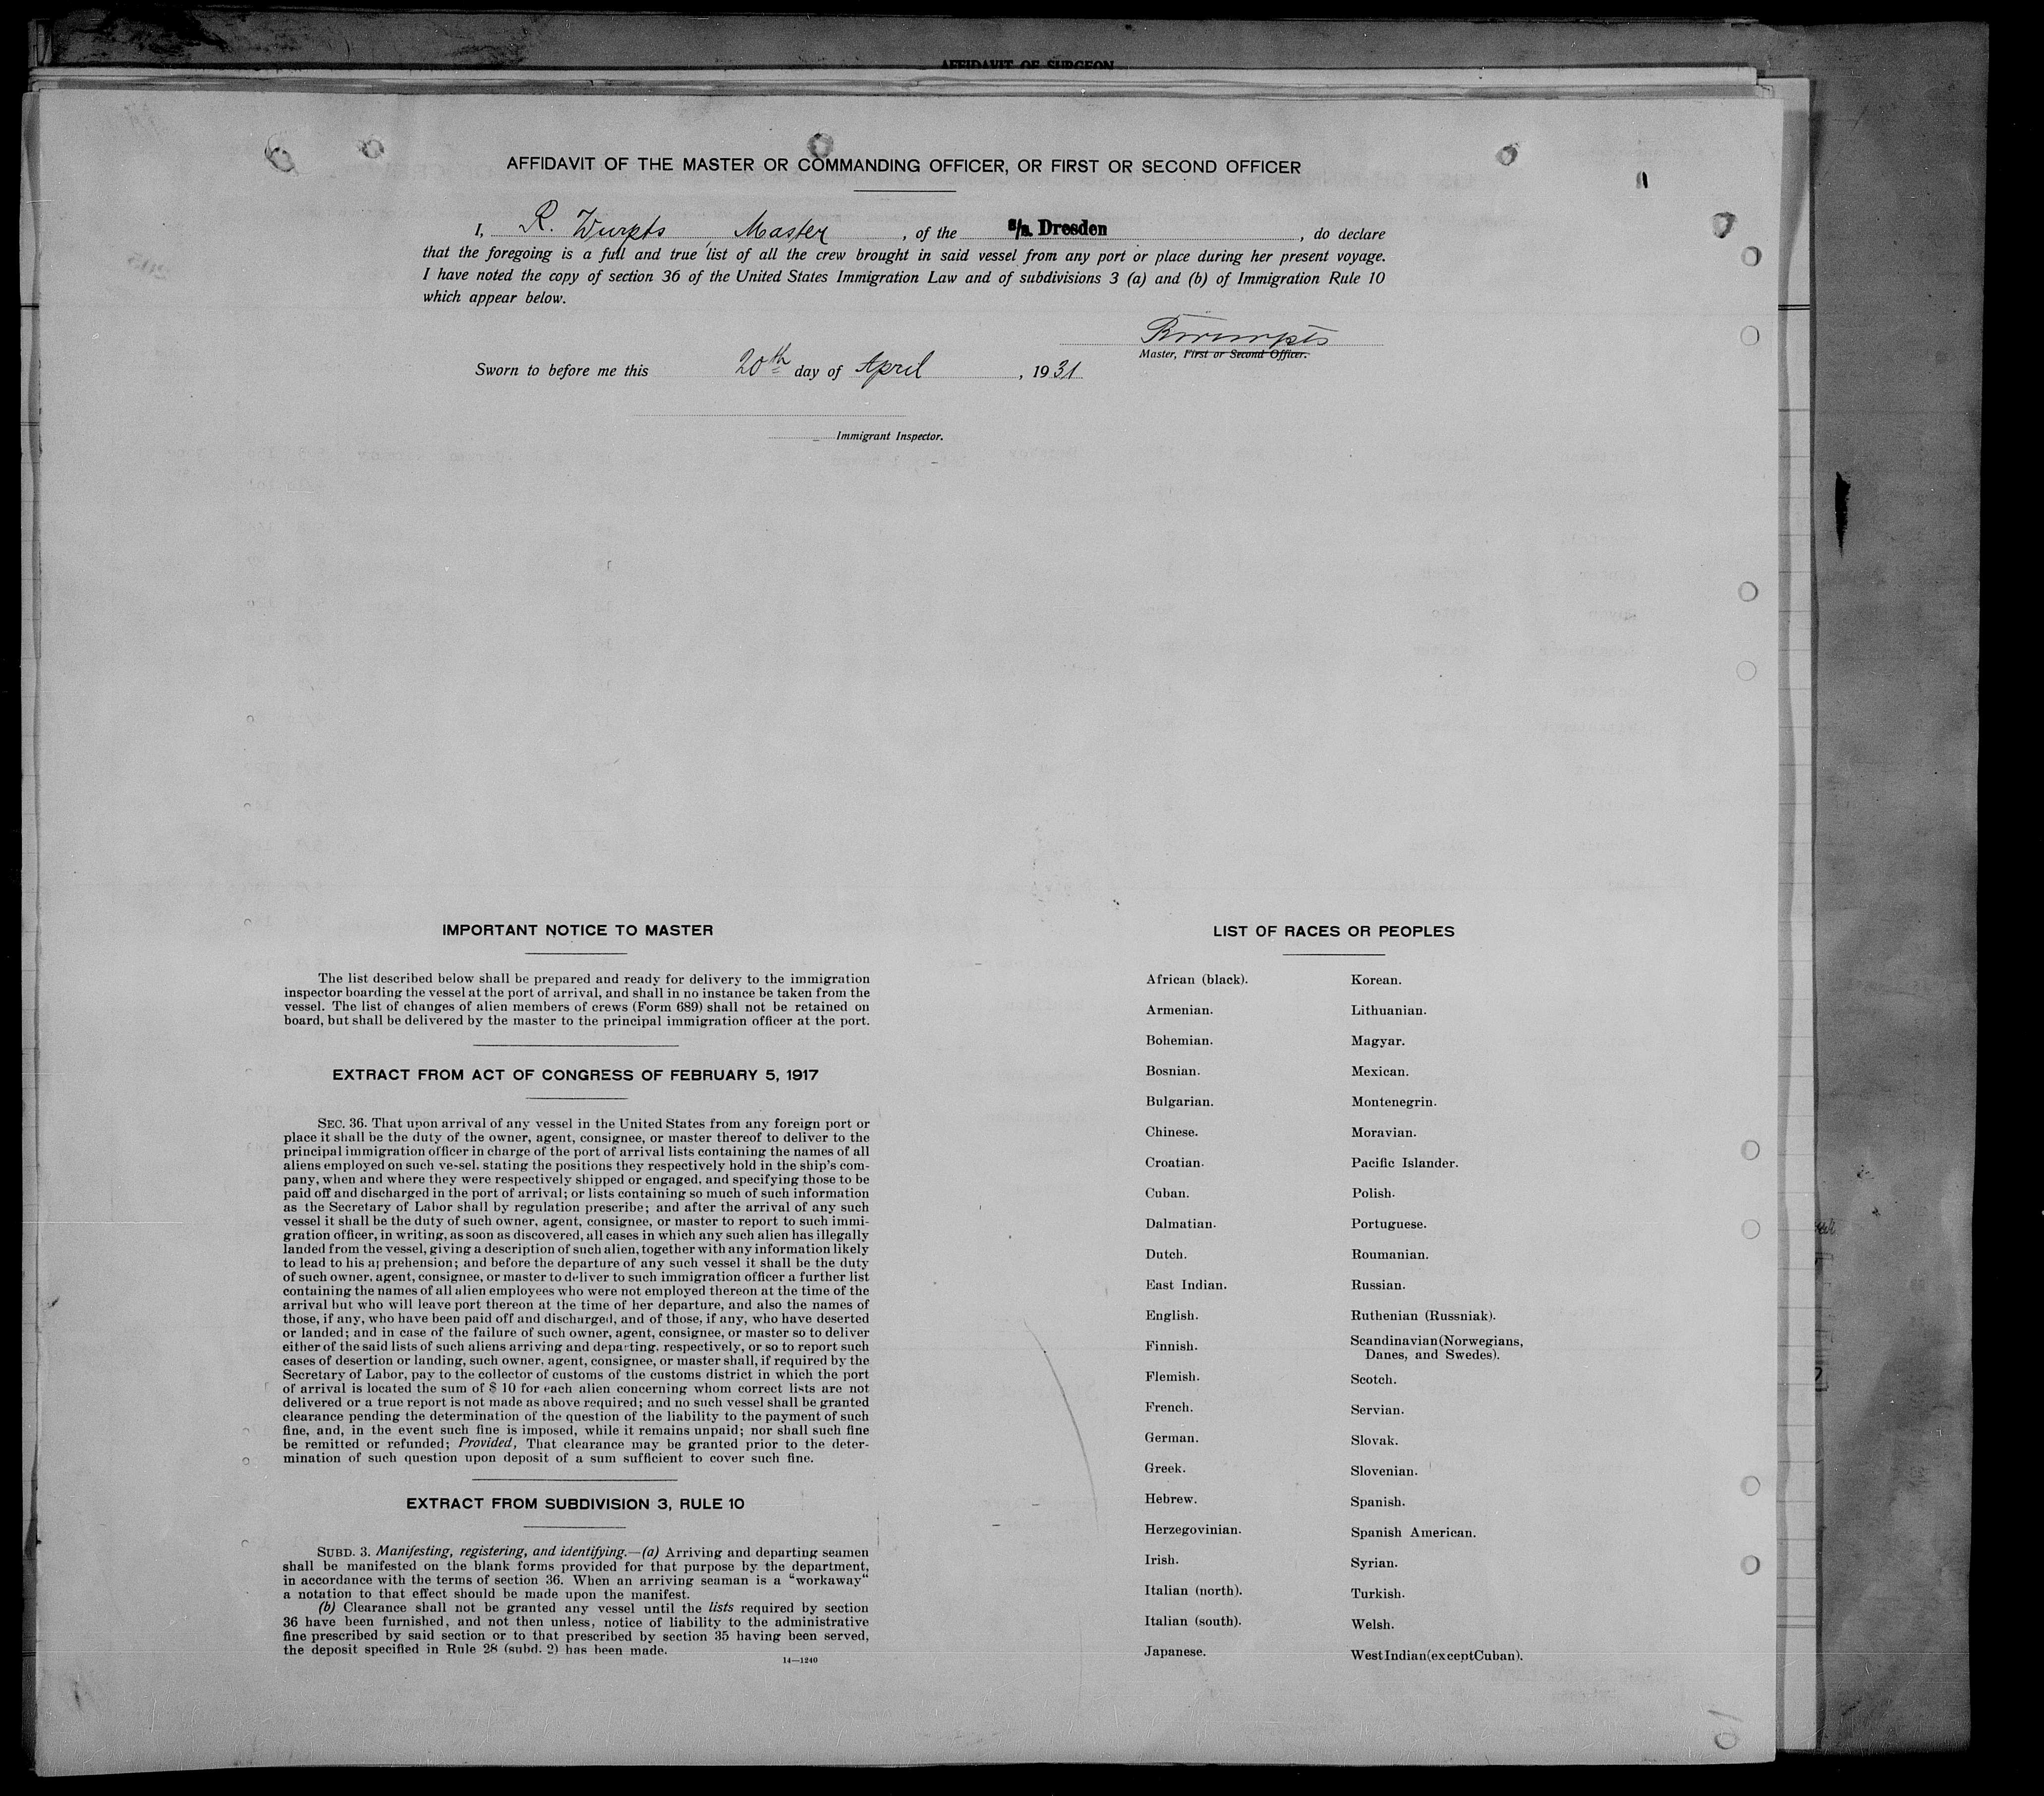 AFFIDAVIT OF SURGEON
AFFIDAVIT OF THE MASTER OR COMMANDING OFFICER, OR FIRST OR SECOND OFFICER
I, R. Wurpts, Master, of the S/s. Dresden, do declare
that the foregoing is a full and true list of all the crew brought in said vessel from any port or place during her present voyage.
I have noted the copy of section 36 of the United States Immigration Law and of subdivisions 3 (a) and (b) of Immigration Rule 10
which appear below.
RWurpts
Master, First or Second Officer.
Sworn to before me this 20th day of April, 1931
Immigrant Inspector.
IMPORTANT NOTICE TO MASTER
The list described below shall be prepared and ready for delivery to the immigration
inspector boarding the vessel at the port of arrival, and shall in no instance be taken from the
vessel. The list of changes of alien members of crews (Form 689) shall not be retained on
board, but shall be delivered by the master to the principal immigration officer at the port.
EXTRACT FROM ACT OF CONGRESS OF FEBRUARY 5, 1917
SEC. 36. That upon arrival of any vessel in the United States from any foreign port or
place it shall be the duty of the owner, agent, consignee, or master thereof to deliver to the
principal immigration officer in charge of the port of arrival lists containing the names of all
aliens employed on such vessel, stating the positions they respectively hold in the ship's com-
pany, when and where they were respectively shipped or engaged, and specifying those to be
paid off and discharged in the port of arrival; or lists containing so much of such information
as the Secretary of Labor shall by regulation prescribe; and after the arrival of any such
vessel it shall be the duty of such owner, agent, consignee, or master to report to such immi-
gration officer, in writing, as soon as discovered, all cases in which any such alien has illegally
landed from the vessel, giving a description of such alien, together with any information likely
to lead to his apprehension; and before the departure of any such vessel it shall be the duty
of such owner, agent, consignee, or master to deliver to such immigration officer a further list
containing the names of all alien employees who were not employed thereon at the time of the
arrival but who will leave port thereon at the time of her departure, and also the names of
those, if any, who have been paid off and discharged, and of those, if any, who have deserted
or landed; and in case of the failure of such owner, agent, consignee, or master so to deliver
either of the said lists of such aliens arriving and departing, respectively, or so to report such
cases of desertion or landing, such owner, agent, consignee, or master shall, if required by the
Secretary of Labor, pay to the collector of customs of the customs district in which the port
of arrival is located the sum of $ 10 for each alien concerning whom correct lists are not
delivered or a true report is not made as above required; and no such vessel shall be granted
clearance pending the determination of the question of the liability to the payment of such
fine, and, in the event such fine is imposed, while it remains unpaid; nor shall such fine
be remitted or refunded; Provided, That clearance may be granted prior to the deter-
mination of such question upon deposit of a sum sufficient to cover such fine.
EXTRACT FROM SUBDIVISION 3, RULE 10
SUBD. 3. Manifesting, registering, and identifying.—(a) Arriving and departing seamen
shall be manifested on the blank forms provided for that purpose by the department,
in accordance with the terms of section 36. When an arriving seaman is a "workaway"
a notation to that effect should be made upon the manifest.
(b) Clearance shall not be granted any vessel until the lists required by section
36 have been furnished, and not then unless, notice of liability to the administrative
fine prescribed by said section or to that prescribed by section 35 having been served,
the deposit specified in Rule 28 (subd. 2) has been made.
14—1240
LIST OF RACES OR PEOPLES
African (black).
Armenian.
Bohemian.
Bosnian.
Bulgarian.
Chinese.
Croatian.
Cuban.
Dalmatian.
Dutch.
East Indian.
English.
Finnish.
Flemish.
French.
German.
Greek.
Hebrew.
Herzegovinian.
Irish.
Italian (north).
Italian (south).
Japanese.
Korean.
Lithuanian.
Magyar.
Mexican.
Montenegrin.
Moravian.
Pacific Islander.
Polish.
Portuguese.
Roumanian.
Russian.
Ruthenian (Russniak).
Scandinavian (Norwegians,
Danes, and Swedes).
Scotch.
Servian.
Slovak.
Slovenian.
Spanish.
Spanish American.
Syrian.
Turkish.
Welsh.
West Indian (except Cuban).